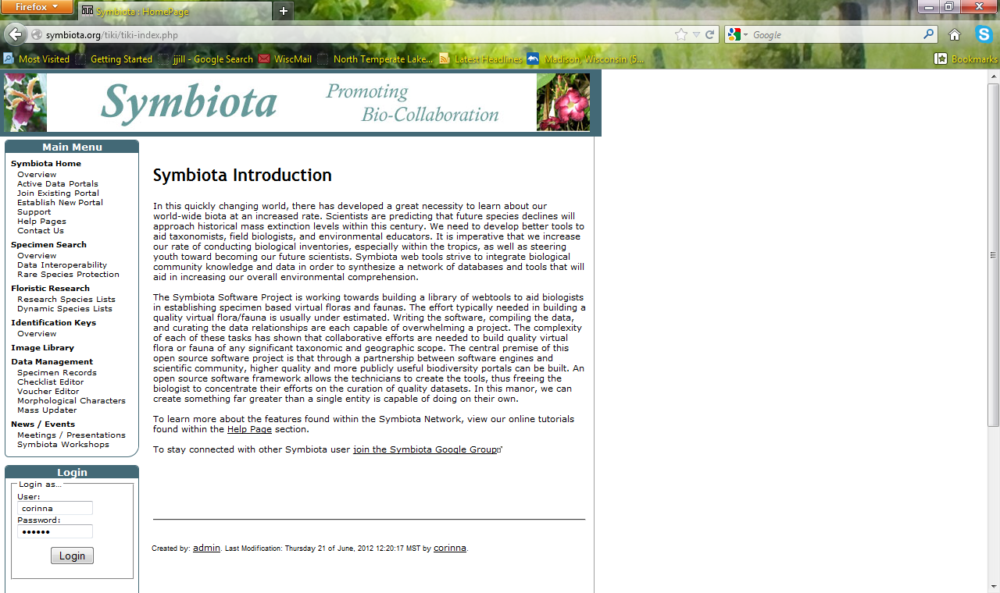 Firefox
Symbiota : HomePage
symbiota.org/tiki/tiki-index.php
Google
Most Visited
Getting Started
jjill - Google Search
WiscMail
North Temperate Lake...
Latest Headlines
Madison, Wisconsin (5...
Bookmarks
Symbiota
Promoting
Bio-Collaboration
Main Menu
Symbiota Home
Overview
Active Data Portals
Join Existing Portal
Establish New Portal
Support
Help Pages
Contact Us
Specimen Search
Overview
Data Interoperability
Rare Species Protection
Floristic Research
Research Species Lists
Dynamic Species Lists
Identification Keys
Overview
Image Library
Data Management
Specimen Records
Checklist Editor
Voucher Editor
Morphological Characters
Mass Updater
News / Events
Meetings / Presentations
Symbiota Workshops
Login
Login as...
User:
corinna
Password:
••••••
Login
Symbiota Introduction
In this quickly changing world, there has developed a great necessity to learn about our
world-wide biota at an increased rate. Scientists are predicting that future species declines will
approach historical mass extinction levels within this century. We need to develop better tools to
aid taxonomists, field biologists, and environmental educators. It is imperative that we increase
our rate of conducting biological inventories, especially within the tropics, as well as steering
youth toward becoming our future scientists. Symbiota web tools strive to integrate biological
community knowledge and data in order to synthesize a network of databases and tools that will
aid in increasing our overall environmental comprehension.
The Symbiota Software Project is working towards building a library of webtools to aid biologists
in establishing specimen based virtual floras and faunas. The effort typically needed in building a
quality virtual flora/fauna is usually under estimated. Writing the software, compiling the data,
and curating the data relationships are each capable of overwhelming a project. The complexity
of each of these tasks has shown that collaborative efforts are needed to build quality virtual
flora or fauna of any significant taxonomic and geographic scope. The central premise of this
open source software project is that through a partnership between software engines and
scientific community, higher quality and more publicly useful biodiversity portals can be built. An
open source software framework allows the technicians to create the tools, thus freeing the
biologist to concentrate their efforts on the curation of quality datasets. In this manor, we can
create something far greater than a single entity is capable of doing on their own.
To learn more about the features found within the Symbiota Network, view our online tutorials
found within the Help Page section.
To stay connected with other Symbiota user join the Symbiota Google Group
Created by: admin. Last Modification: Thursday 21 of June, 2012 12:20:17 MST by corinna.